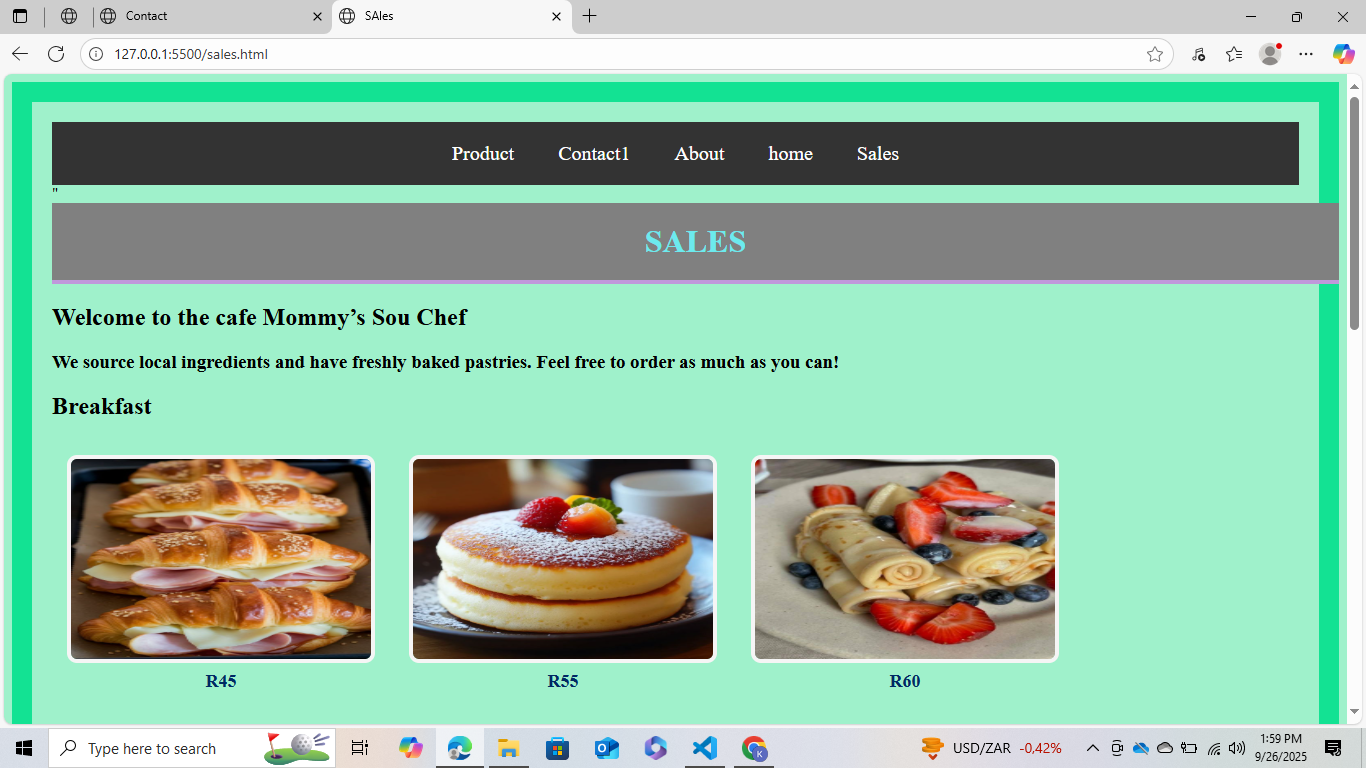 Contact
SAles
127.0.0.1:5500/sales.html
Product Contact1 About home Sales
"
SALES
Welcome to the cafe Mommy’s Sou Chef
We source local ingredients and have freshly baked pastries. Feel free to order as much as you can!
Breakfast
R45 R55 R60
Type here to search
USD/ZAR -0,42%
1:59 PM
9/26/2025
K